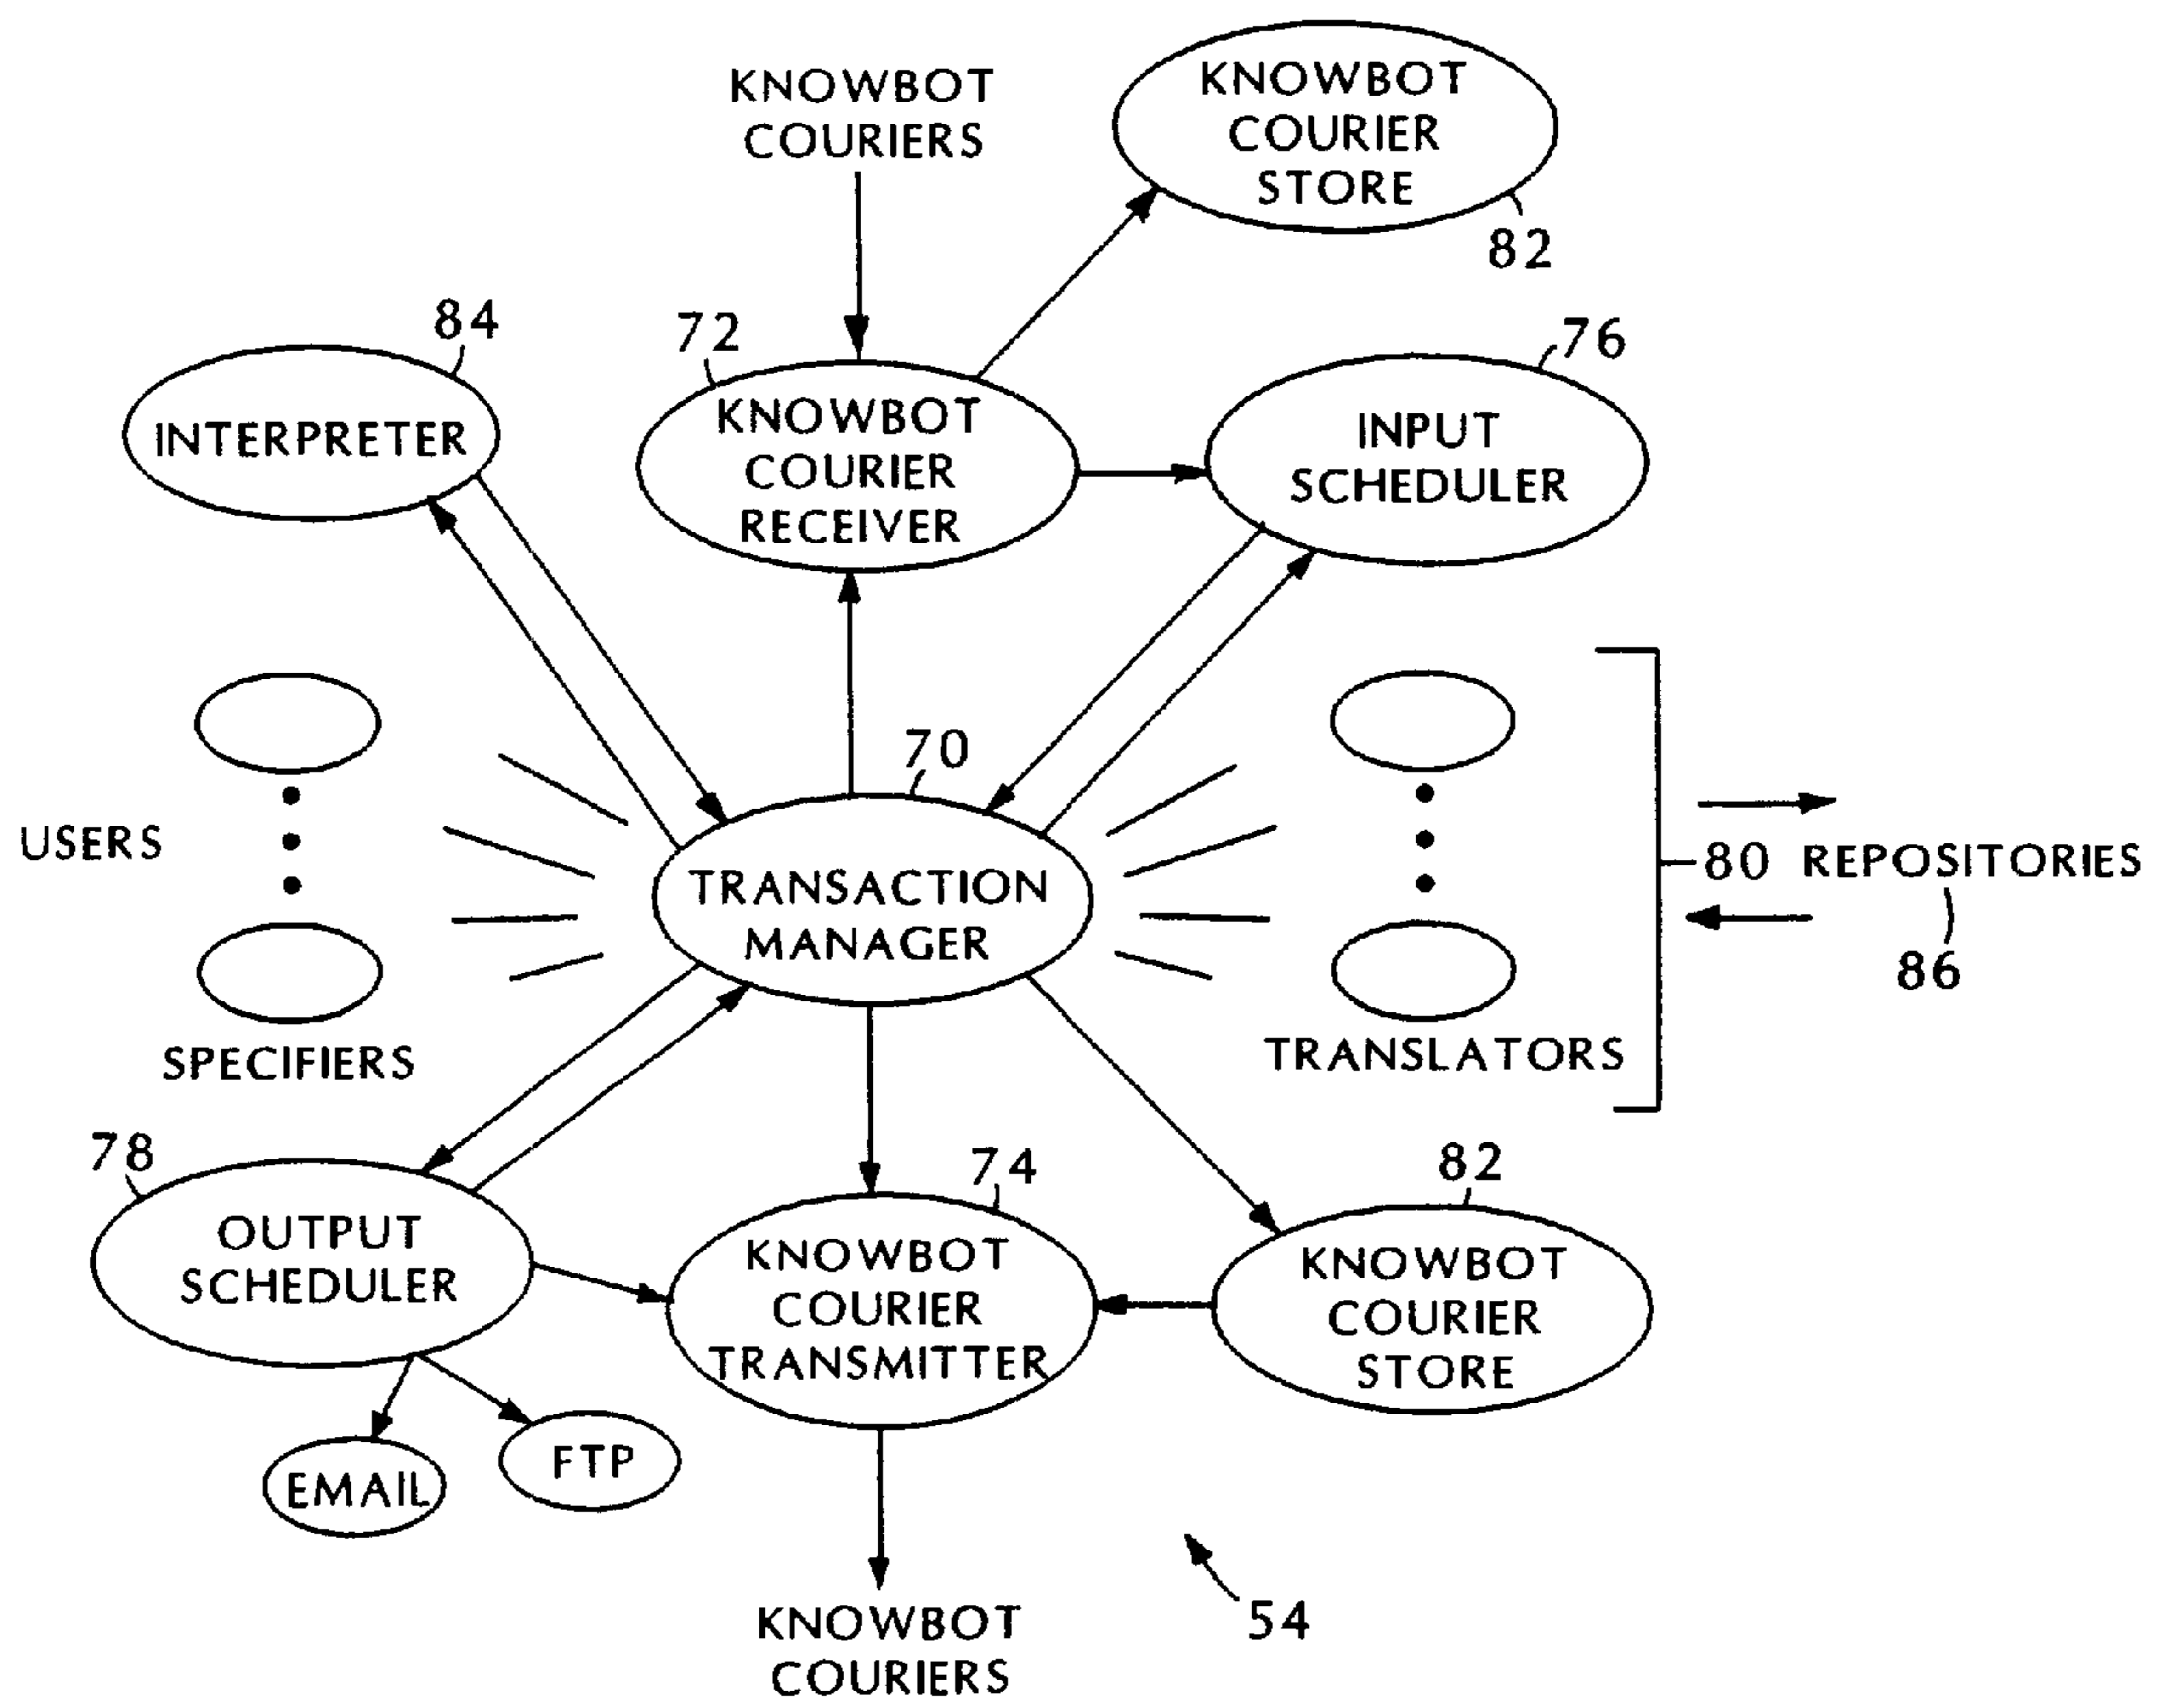 KNOWBOT
COURIERS
KNOWBOT
COURIER
STORE
82
84
72
76
INTERPRETER
KNOWBOT
COURIER
RECEIVER
INPUT
SCHEDULER
70
USERS
TRANSACTION
MANAGER
80 REPOSITORIES
86
SPECIFIERS
TRANSLATORS
78
74
82
OUTPUT
SCHEDULER
KNOWBOT
COURIER
TRANSMITTER
KNOWBOT
COURIER
STORE
EMAIL
FTP
KNOWBOT
COURIERS
54